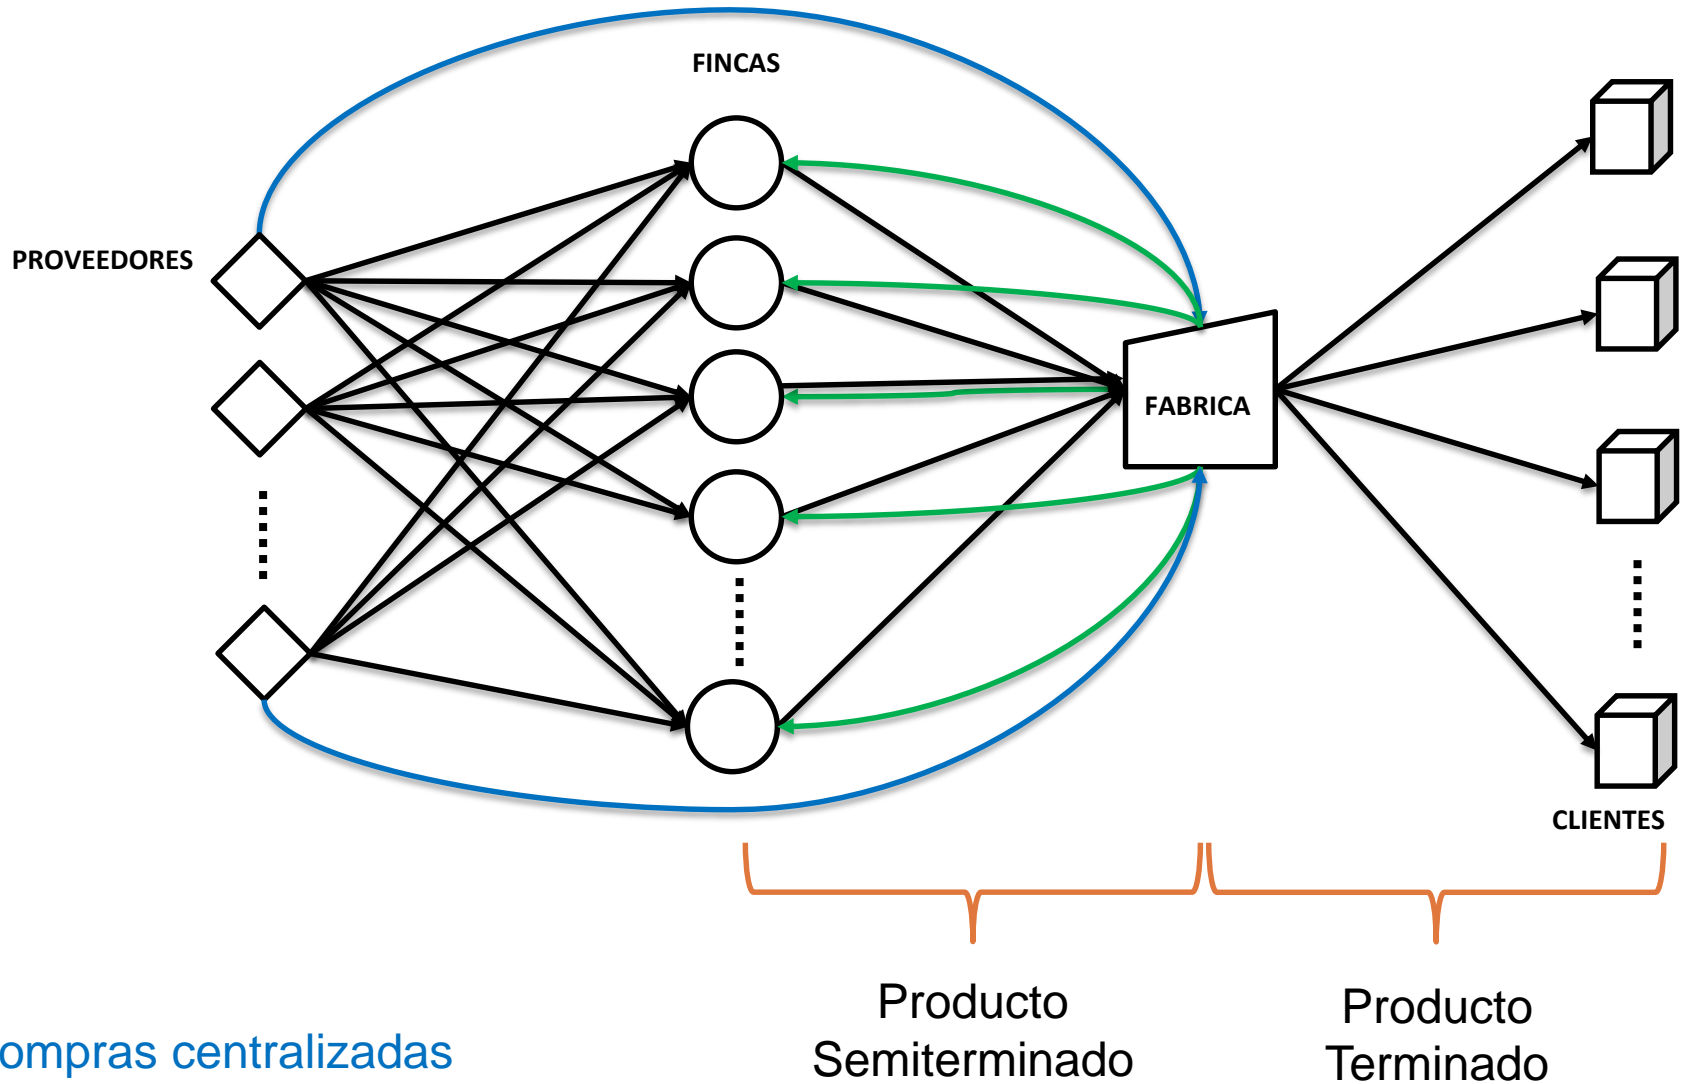 FINCAS
PROVEEDORES
FABRICA
CLIENTES
Producto
Semiterminado
Producto
Terminado
ompras centralizadas